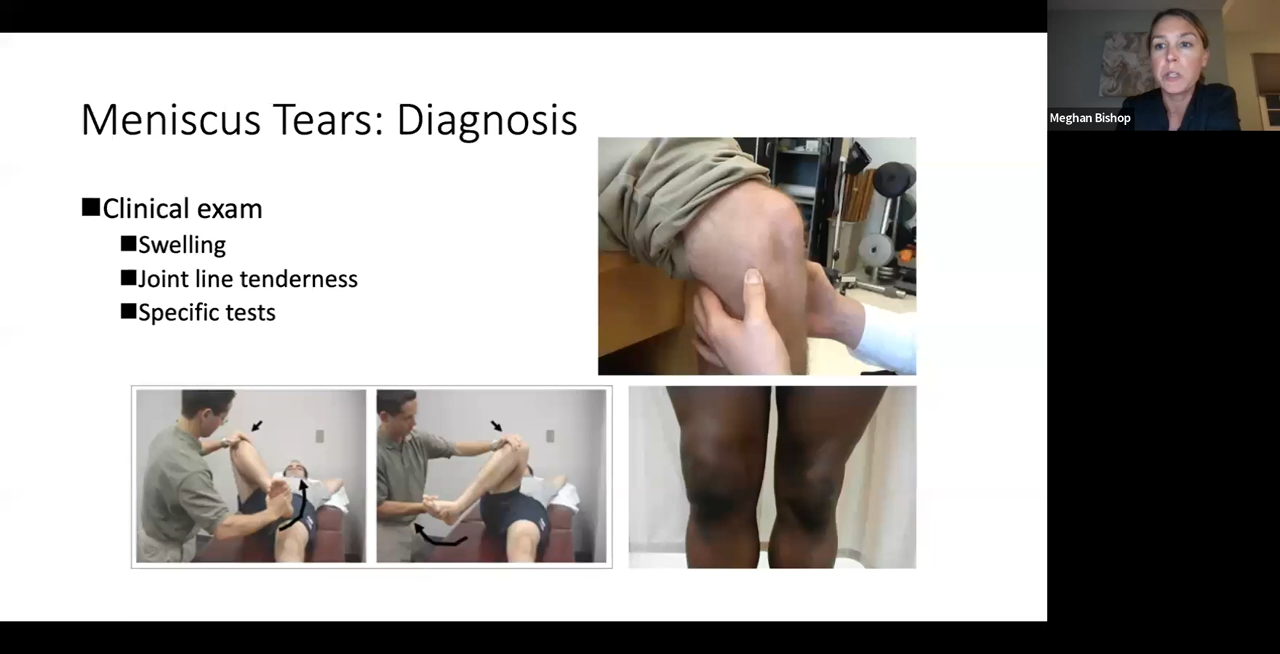 Meniscus Tears: Diagnosis
Clinical exam
Swelling
Joint line tenderness
Specific tests
Meghan Bishop